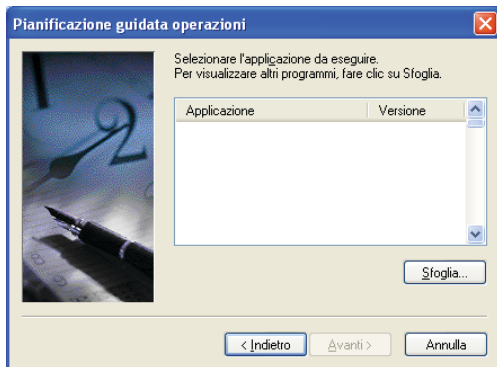 Pianificazione guidata operazioni
Selezionare l'applicazione da eseguire.
Per visualizzare altri programmi, fare clic su Sfoglia.
Applicazione Versione
Sfoglia...
< Indietro Avanti > Annulla